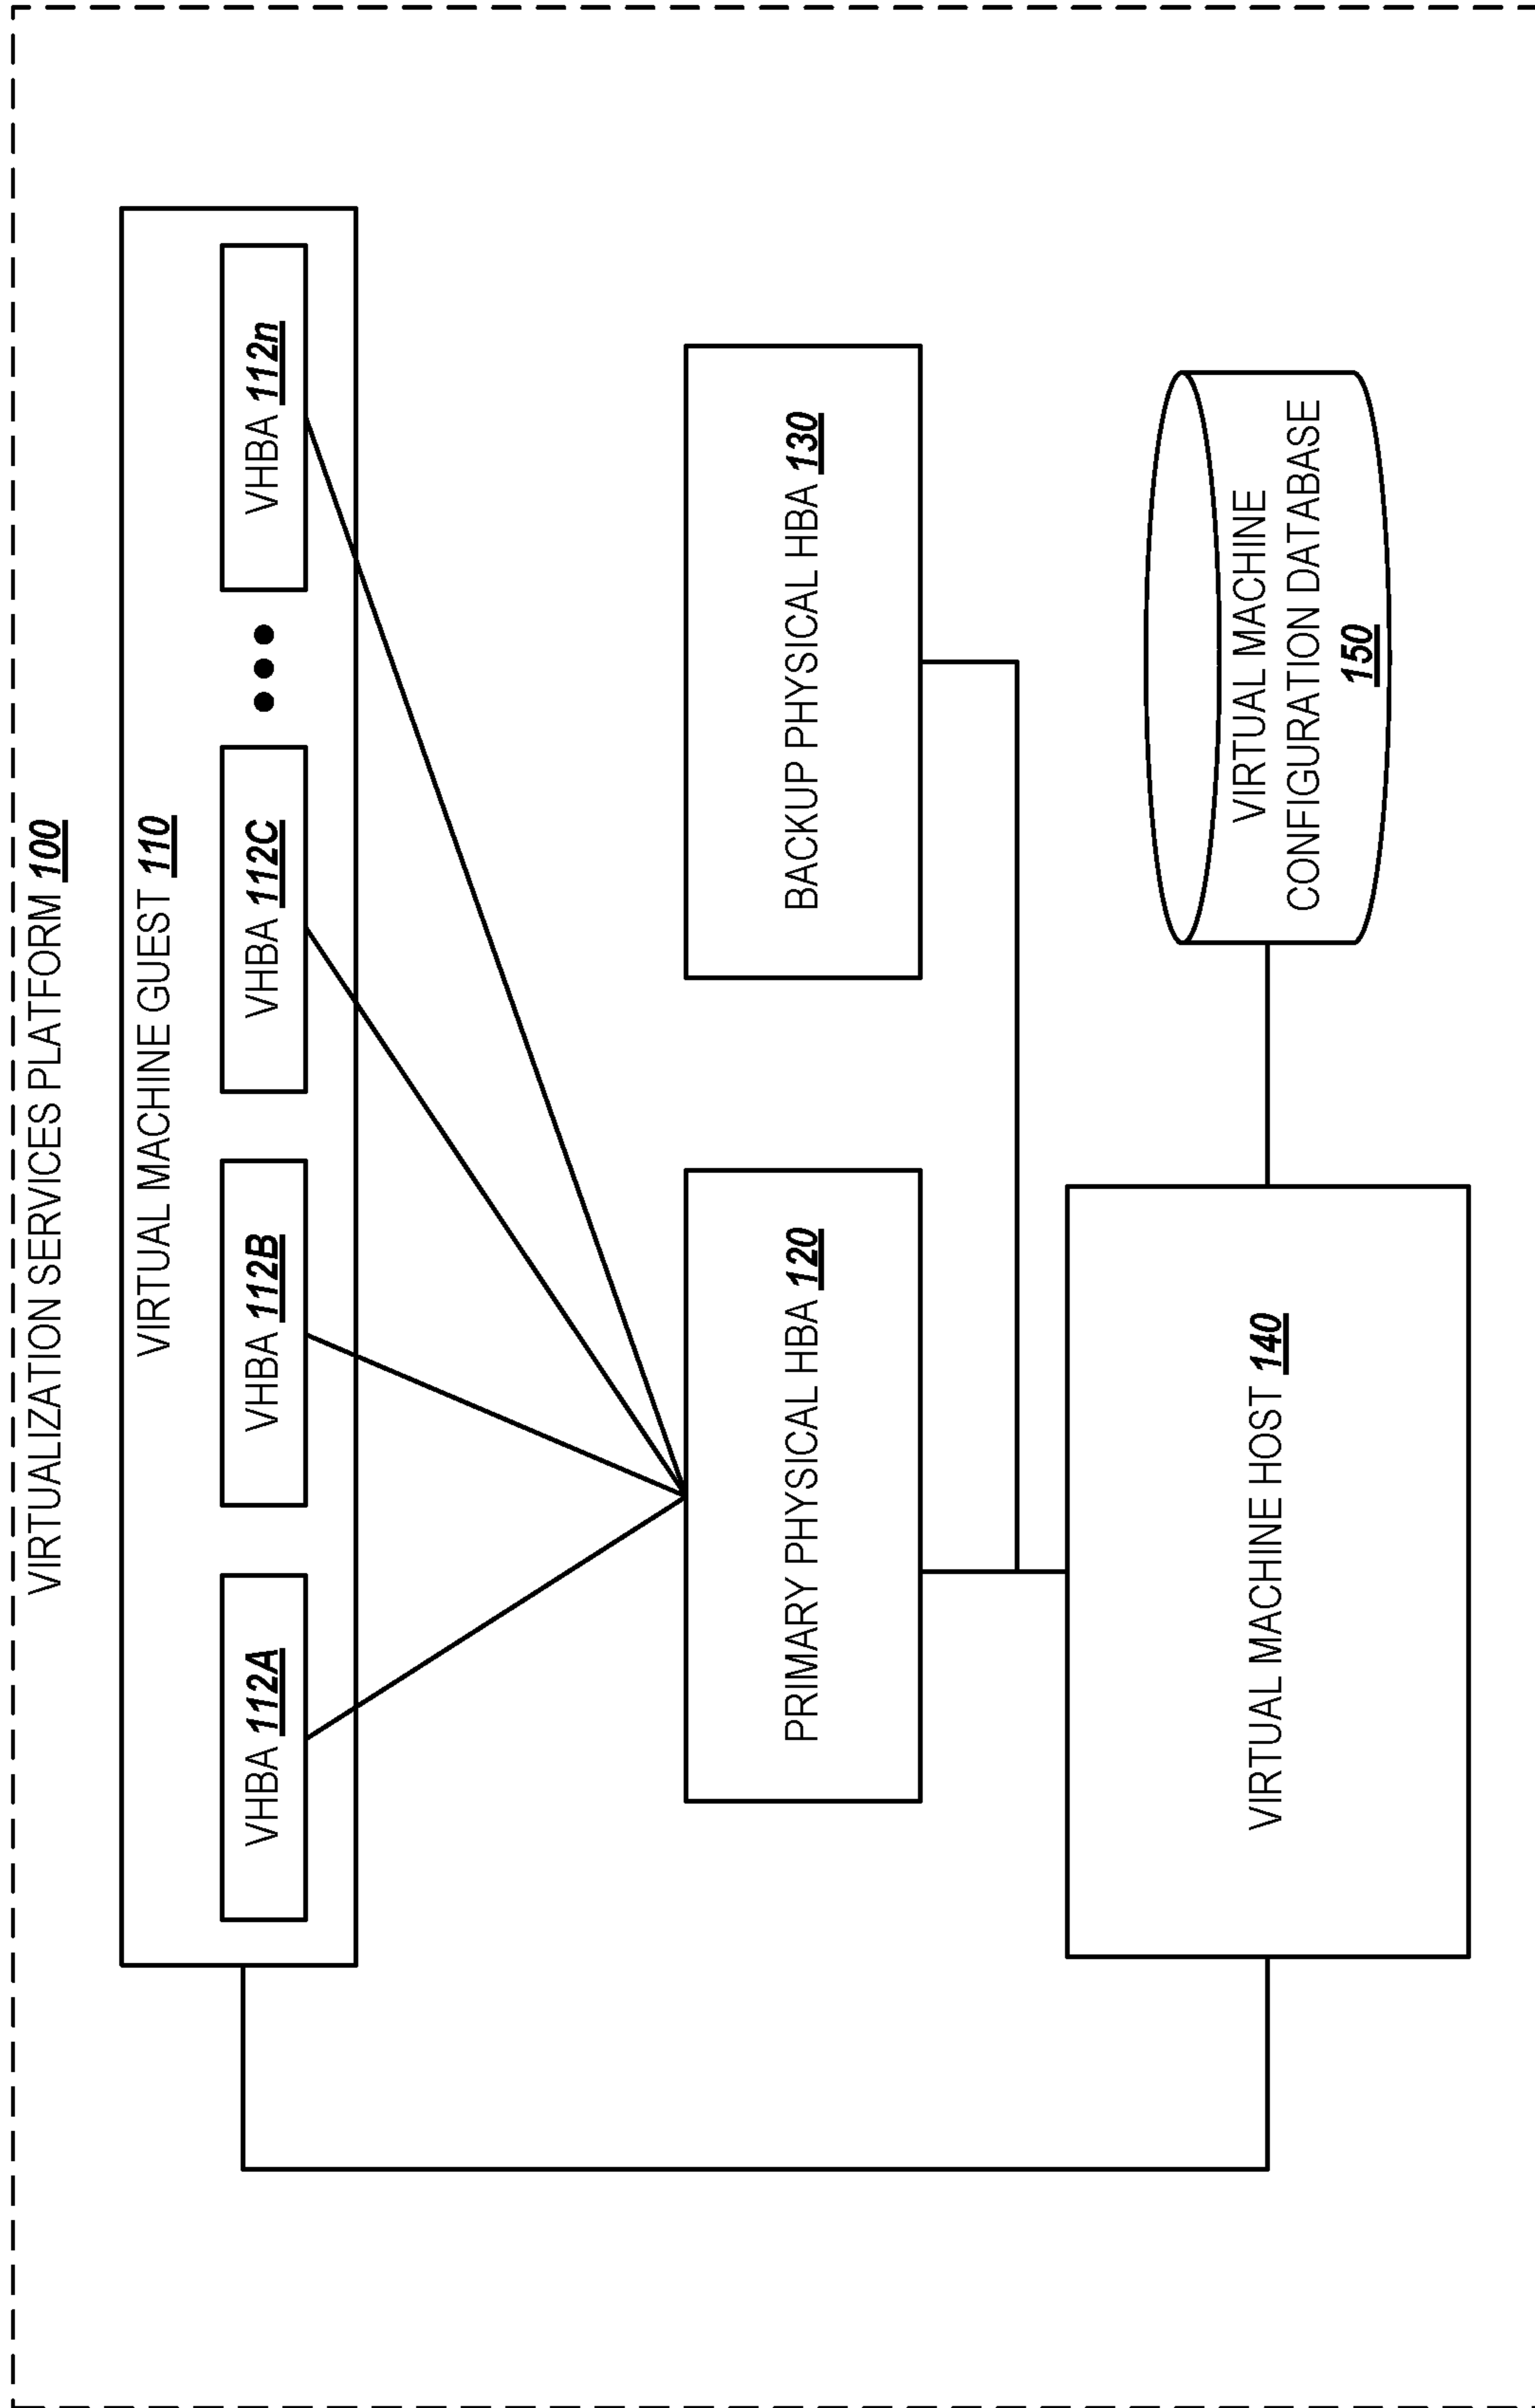 VIRTUALIZATION SERVICES PLATFORM 100
VIRTUAL MACHINE GUEST 110
VHBA 112A
VHBA 112B
VHBA 112C
VHBA 112n
PRIMARY PHYSICAL HBA 120
BACKUP PHYSICAL HBA 130
VIRTUAL MACHINE HOST 140
VIRTUAL MACHINE
CONFIGURATION DATABASE
150